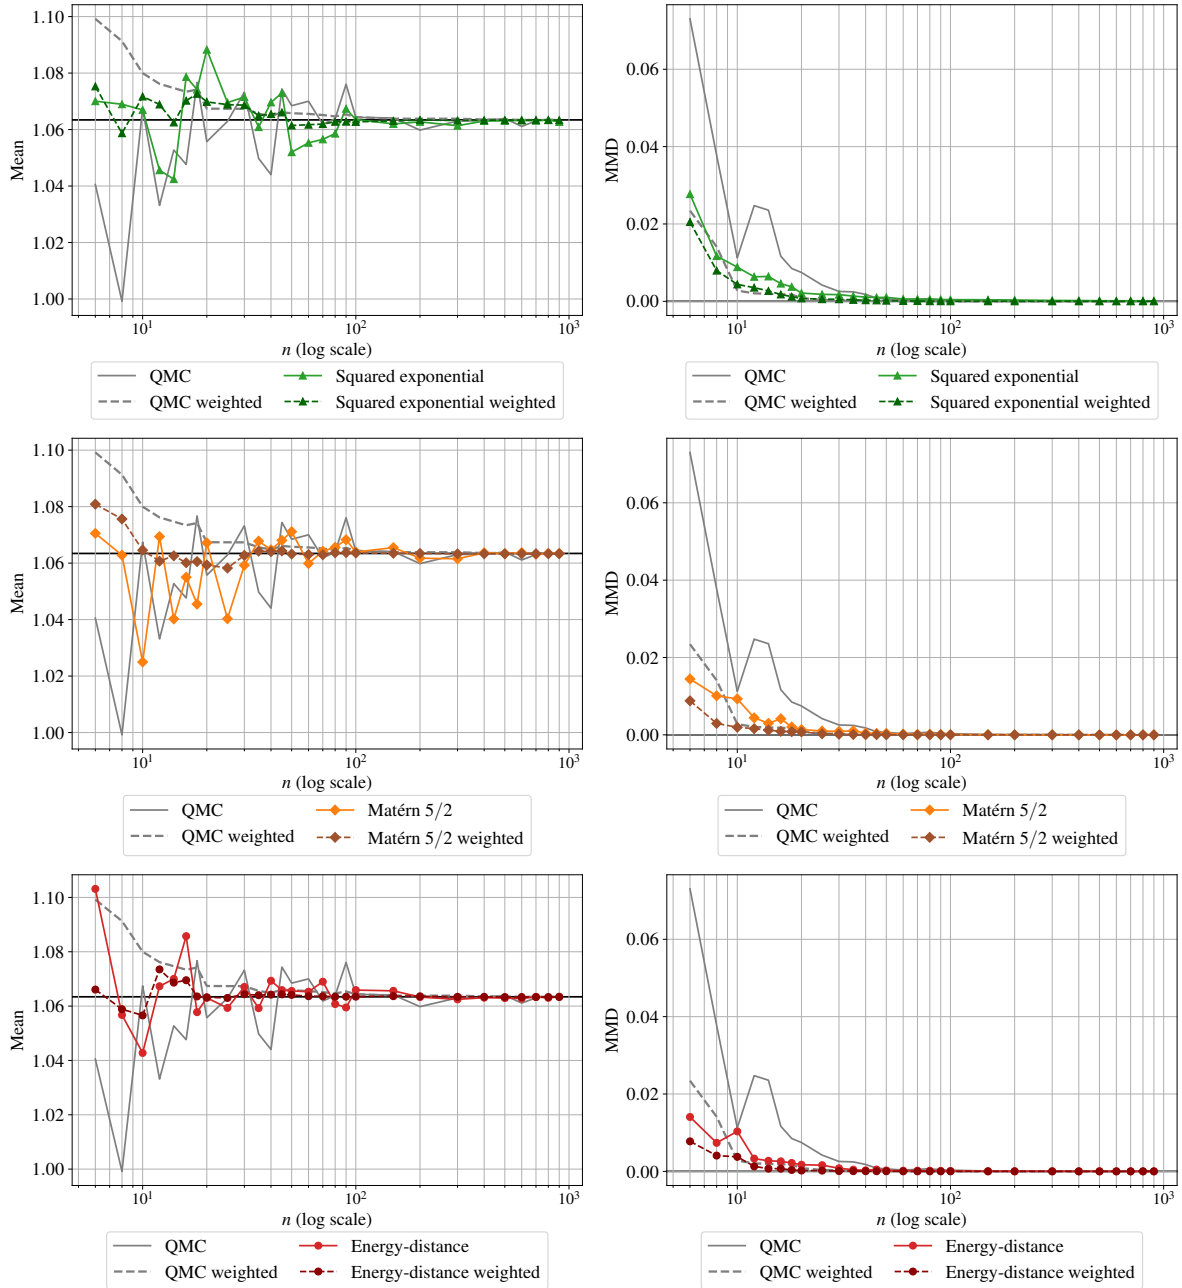 1.10
1.08
1.06
1.04
1.02
1.00
Mean
10¹
10²
10³
n (log scale)
QMC
QMC weighted
Squared exponential
Squared exponential weighted
0.06
0.04
0.02
0.00
MMD
10¹
10²
10³
n (log scale)
QMC
QMC weighted
Squared exponential
Squared exponential weighted
1.10
1.08
1.06
1.04
1.02
1.00
Mean
10¹
10²
10³
n (log scale)
QMC
QMC weighted
Matérn 5/2
Matérn 5/2 weighted
0.06
0.04
0.02
0.00
MMD
10¹
10²
10³
n (log scale)
QMC
QMC weighted
Matérn 5/2
Matérn 5/2 weighted
1.10
1.08
1.06
1.04
1.02
1.00
Mean
10¹
10²
10³
n (log scale)
QMC
QMC weighted
Energy-distance
Energy-distance weighted
0.06
0.04
0.02
0.00
MMD
10¹
10²
10³
n (log scale)
QMC
QMC weighted
Energy-distance
Energy-distance weighted